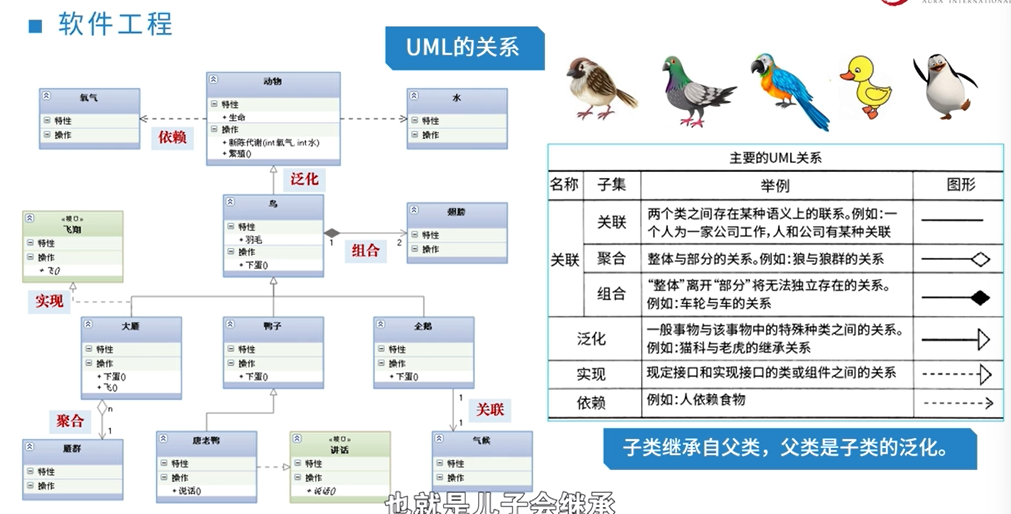 软件工程
AURA INTERNATIONAL
UML的关系
氧气
特性
操作
动物
特性
+生命
操作
+新陈代谢(int氧气, int水)
+繁殖()
水
特性
操作
依赖
泛化
«接口»
飞翔
特性
操作
+飞()
鸟
特性
+羽毛
操作
+下蛋()
1
2
组合
翅膀
特性
操作
实现
大雁
特性
操作
+下蛋()
+飞()
鸭子
特性
操作
+下蛋()
企鹅
特性
操作
+下蛋()
聚合
n
1
关联
1
1
雁群
特性
操作
唐老鸭
特性
操作
+说话()
«接口»
讲话
特性
操作
+说话()
气候
特性
操作
主要的UML关系
名称 子集 举例 图形
关联
关联 两个类之间存在某种语义上的联系。例如:一
个人为一家公司工作,人和公司有某种关联
聚合 整体与部分的关系。例如:狼与狼群的关系
组合 “整体”离开“部分”将无法独立存在的关系。
例如:车轮与车的关系
泛化 一般事物与该事物中的特殊种类之间的关系。
例如:猫科与老虎的继承关系
实现 现定接口和实现接口的类或组件之间的关系
依赖 例如:人依赖食物
子类继承自父类，父类是子类的泛化。
也就是儿子会继承